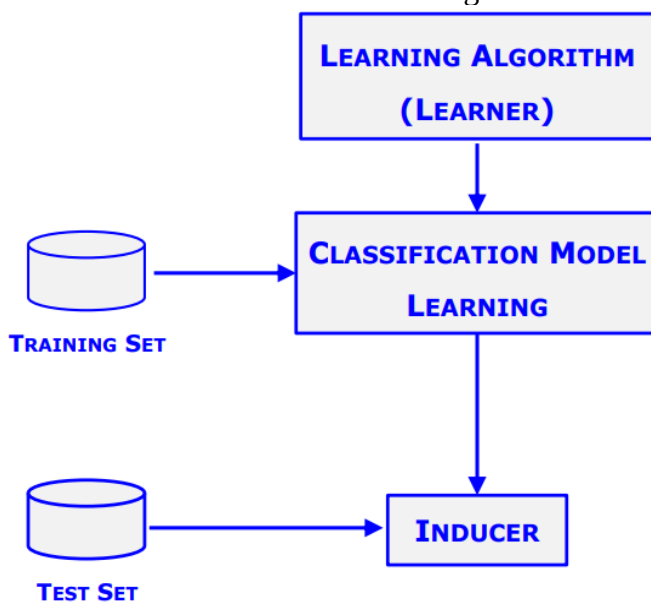 LEARNING ALGORITHM
(LEARNER)
CLASSIFICATION MODEL
LEARNING
TRAINING SET
INDUCER
TEST SET